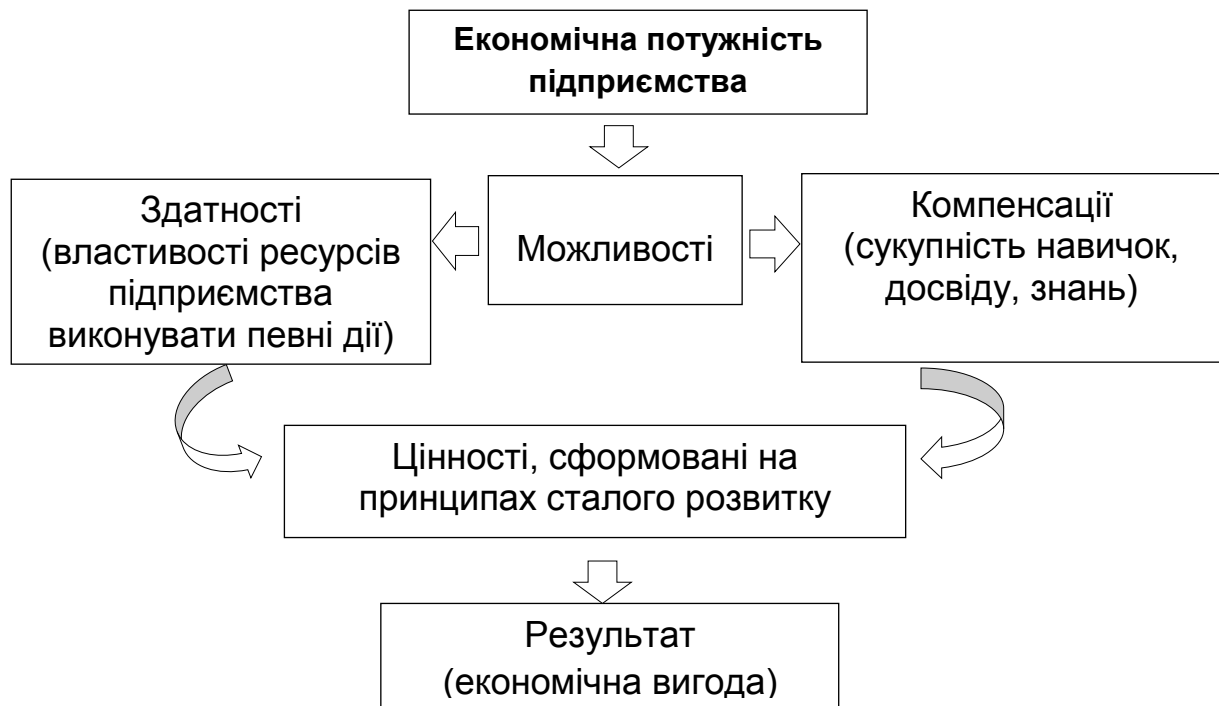 Економічна потужність
підприємства
Здатності
(властивості ресурсів
підприємства
виконувати певні дії)
Можливості
Компенсації
(сукупність навичок,
досвіду, знань)
Цінності, сформовані на
принципах сталого розвитку
Результат
(економічна вигода)